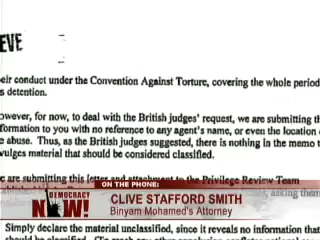 EVE
eir conduct under the Convention Against Torture, covering the whole period
s detention.
owever, for now, to deal with the British judges' request, we are submitting th
formation to you with no reference to any agent's name, or even the location o
e abuse. Thus, as the British judges suggested, there is nothing in the memo t
vulges material that should be considered classified.
e are submitting this letter and attachment to the Privilege Review Team
ON THE PHONE:
DEMOCRACY
NOW!
CLIVE STAFFORD SMITH
Binyam Mohamed's Attorney
asking them
Simply declare the material unclassified, since it reveals no information that